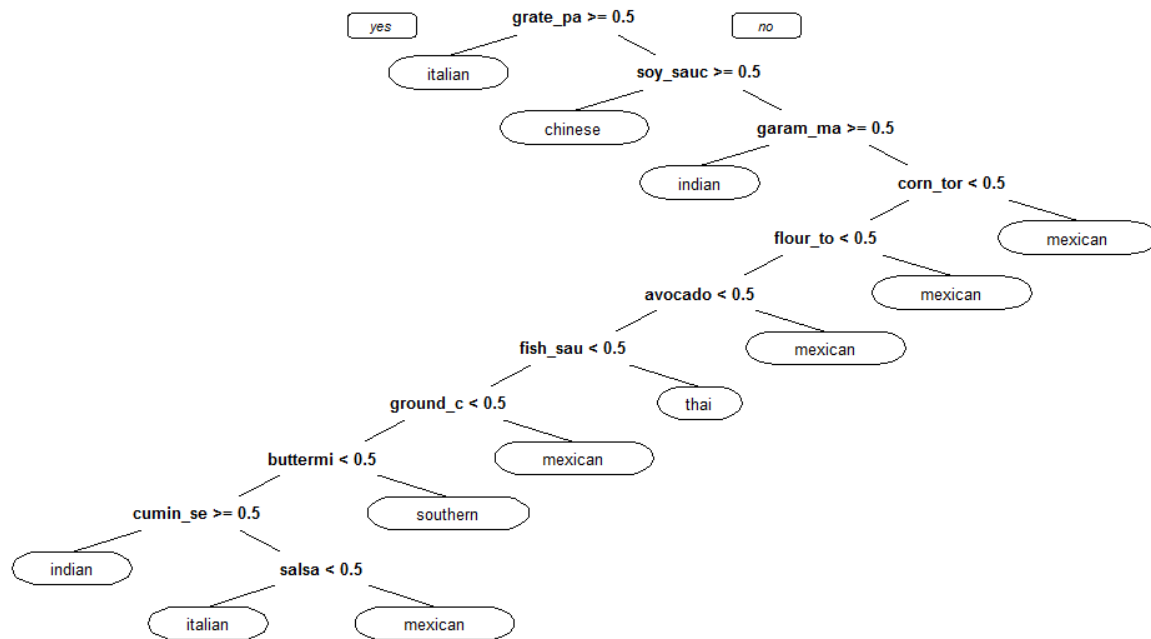 yes
grate_pa >= 0.5
no
italian
soy_sauc >= 0.5
chinese
garam_ma >= 0.5
indian
corn_tor < 0.5
flour_to < 0.5
mexican
avocado < 0.5
mexican
fish_sau < 0.5
mexican
ground_c < 0.5
thai
buttermi < 0.5
mexican
cumin_se >= 0.5
southern
indian
salsa < 0.5
italian
mexican